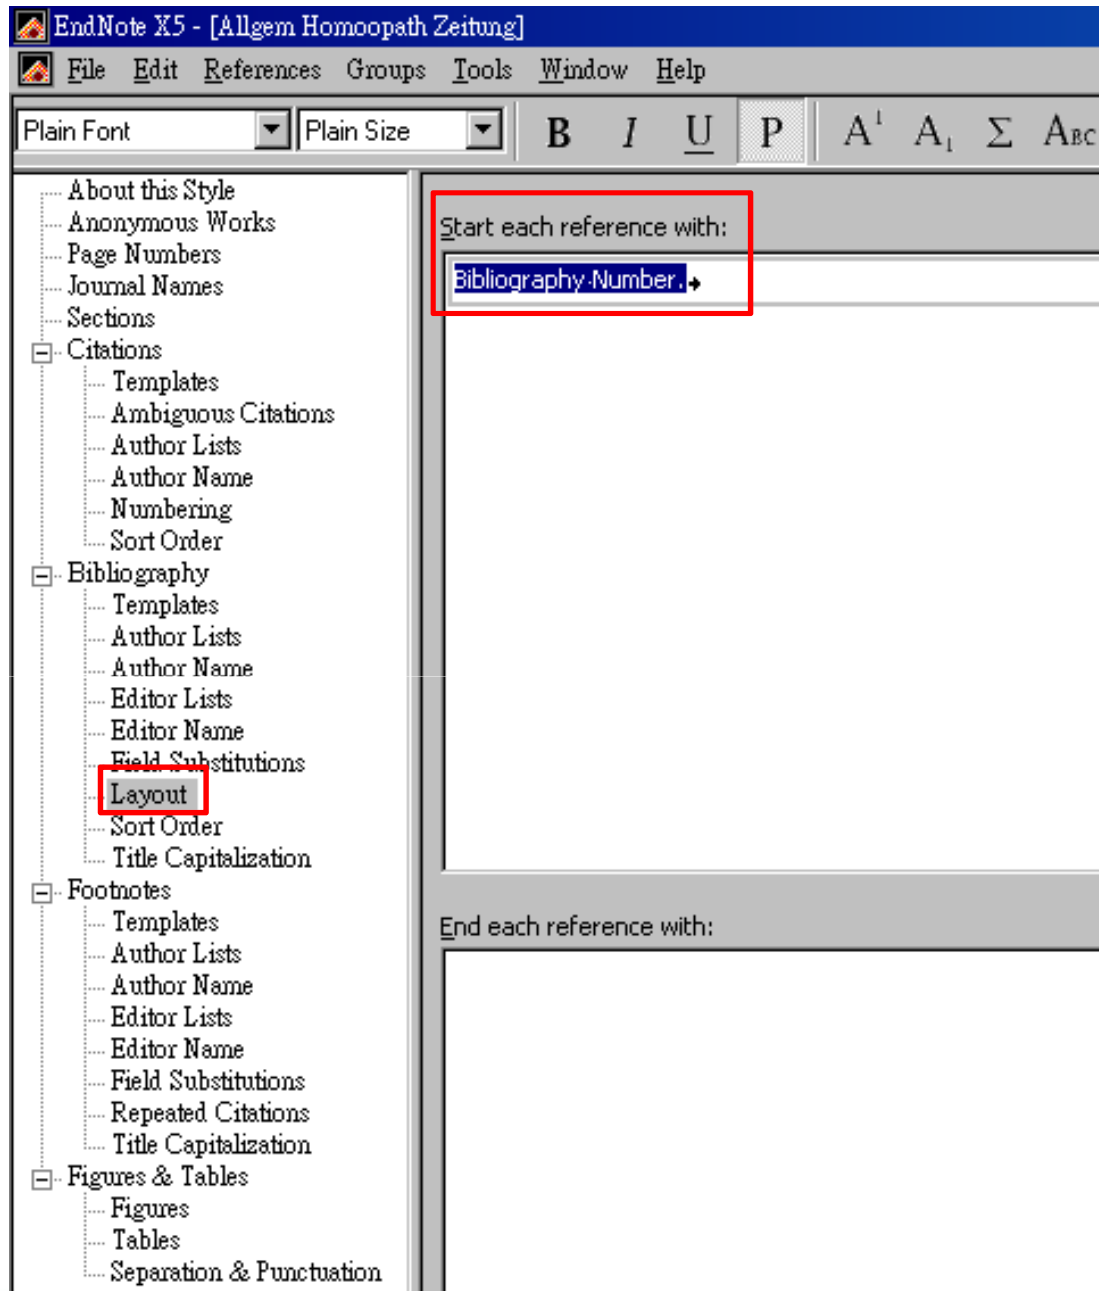 EndNote X5 - [Allgem Homoopath Zeitung]
File Edit References Groups Tools Window Help
Plain Font Plain Size B I U P A¹ A₁ Σ Aʙᴄ
About this Style
Anonymous Works
Page Numbers
Journal Names
Sections
Citations
Templates
Ambiguous Citations
Author Lists
Author Name
Numbering
Sort Order
Bibliography
Templates
Author Lists
Author Name
Editor Lists
Editor Name
Field Substitutions
Layout
Sort Order
Title Capitalization
Footnotes
Templates
Author Lists
Author Name
Editor Lists
Editor Name
Field Substitutions
Repeated Citations
Title Capitalization
Figures & Tables
Figures
Tables
Separation & Punctuation
Start each reference with:
Bibliography·Number.→
End each reference with: